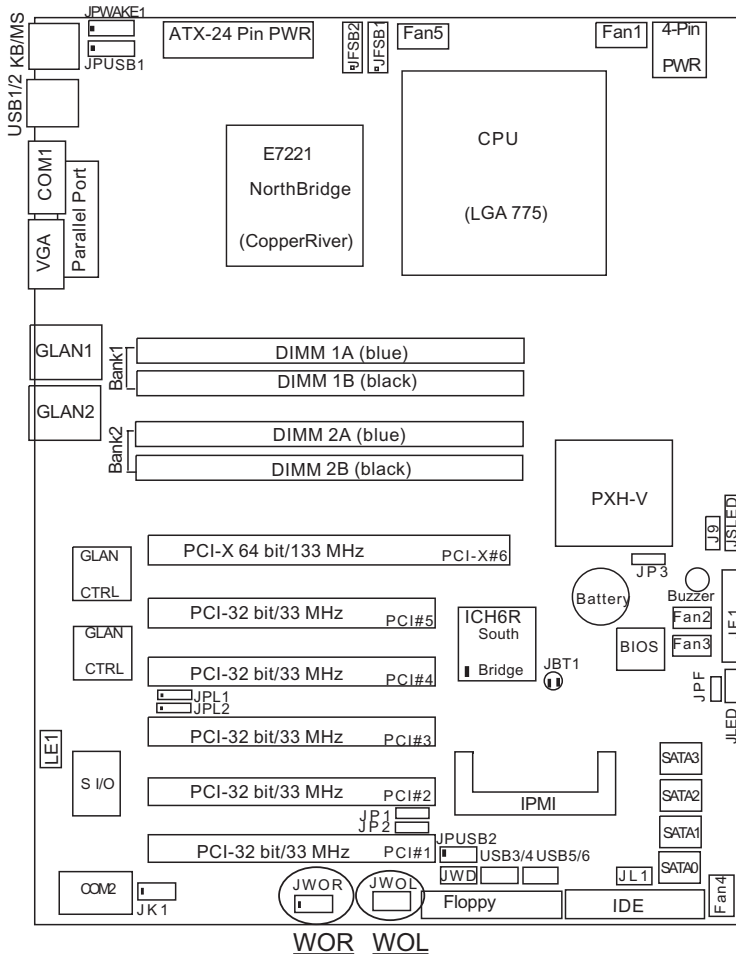 JPWAKE1
KB/MS
JPUSB1
ATX-24 Pin PWR
JFSB2
JFSB1
Fan5
Fan1
4-Pin
PWR
USB1/2
E7221
NorthBridge
(CopperRiver)
CPU
(LGA 775)
COM1
Parallel Port
VGA
GLAN1
GLAN2
Bank1
DIMM 1A (blue)
DIMM 1B (black)
Bank2
DIMM 2A (blue)
DIMM 2B (black)
PXH-V
J9
JSLED
JP3
GLAN
CTRL
PCI-X 64 bit/133 MHz
PCI-X#6
Battery
Buzzer
Fan2
Fan3
JF1
PCI-32 bit/33 MHz
PCI#5
ICH6R
South
Bridge
BIOS
JBT1
GLAN
CTRL
PCI-32 bit/33 MHz
PCI#4
JPL1
JPL2
JPF
JLED
LE1
PCI-32 bit/33 MHz
PCI#3
S I/O
SATA3
SATA2
SATA1
SATA0
PCI-32 bit/33 MHz
PCI#2
IPMI
JP1
JP2
PCI-32 bit/33 MHz
PCI#1
JPUSB2
USB3/4
USB5/6
JWD
JL1
COM2
JK1
JWOR
JWOL
Floppy
IDE
Fan4
WOR
WOL